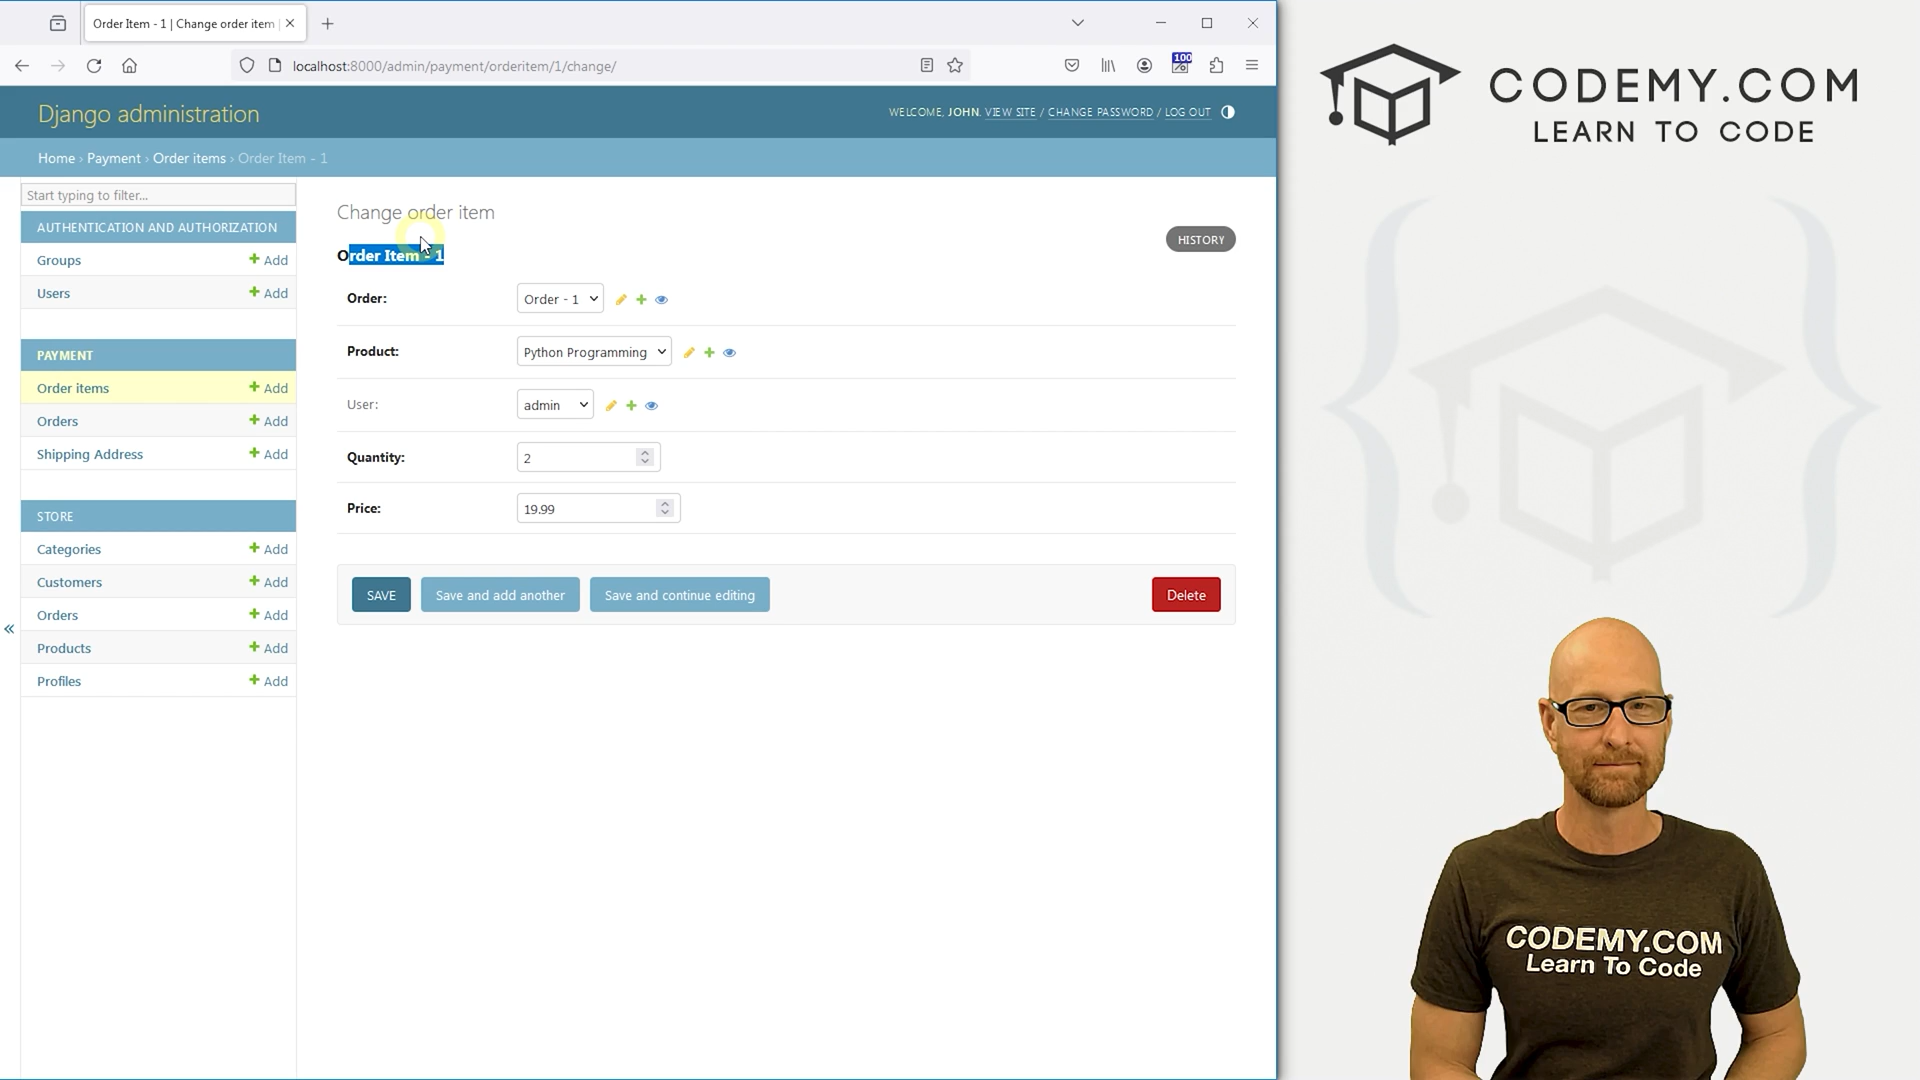 Order Item - 1 | Change order item
localhost:8000/admin/payment/orderitem/1/change/
100
Django administration
WELCOME, JOHN. VIEW SITE / CHANGE PASSWORD / LOG OUT
Home › Payment › Order items › Order Item - 1
Start typing to filter...
AUTHENTICATION AND AUTHORIZATION
Groups + Add
Users + Add
PAYMENT
Order items + Add
Orders + Add
Shipping Address + Add
STORE
Categories + Add
Customers + Add
Orders + Add
Products + Add
Profiles + Add
«
Change order item
Order Item - 1
HISTORY
Order: Order - 1
Product: Python Programming
User: admin
Quantity: 2
Price: 19.99
SAVE Save and add another Save and continue editing Delete
CODEMY.COM
LEARN TO CODE
CODEMY.COM
Learn To Code